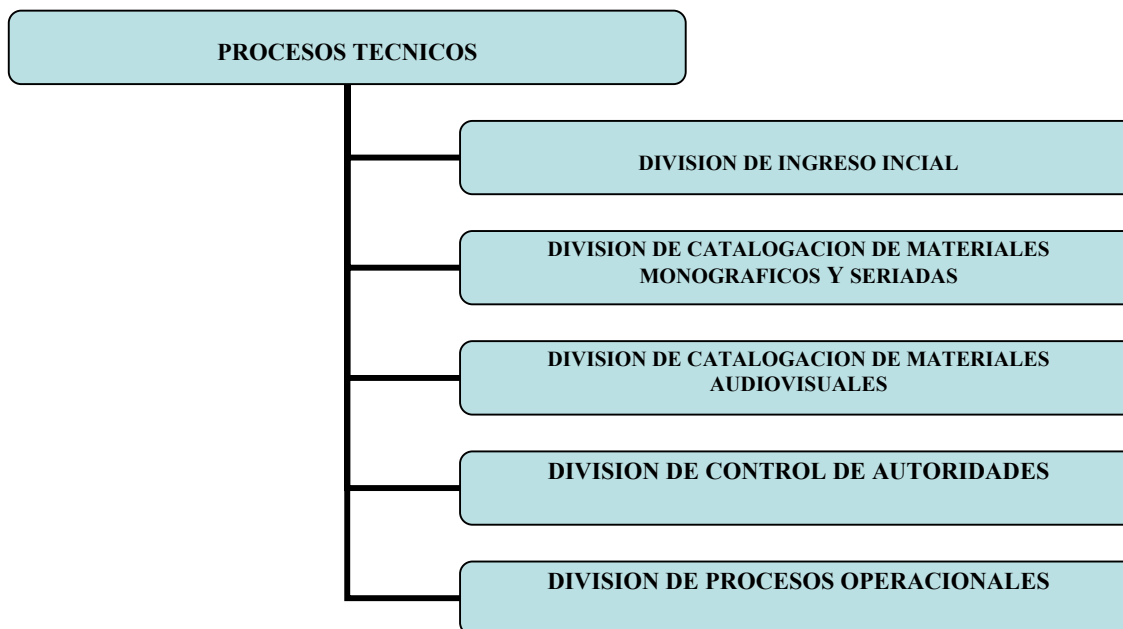 PROCESOS TECNICOS
DIVISION DE INGRESO INCIAL
DIVISION DE CATALOGACION DE MATERIALES
MONOGRAFICOS Y SERIADAS
DIVISION DE CATALOGACION DE MATERIALES
AUDIOVISUALES
DIVISION DE CONTROL DE AUTORIDADES
DIVISION DE PROCESOS OPERACIONALES